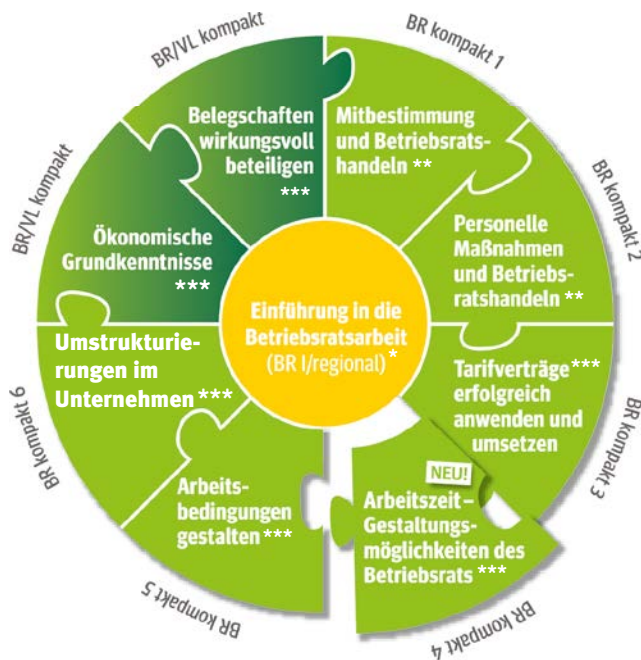 BR/VL kompakt
BR kompakt 1
Belegschaften
wirkungsvoll
beteiligen
***
Mitbestimmung
und Betriebsrats-
handeln **
BR/VL kompakt
BR kompakt 2
Ökonomische
Grundkenntnisse
***
Personelle
Maßnahmen
und Betriebs-
ratshandeln **
Einführung in die
Betriebsratsarbeit
(BR I/regional) *
Umstrukturie-
rungen im
Unternehmen ***
Tarifverträge ***
erfolgreich
anwenden und
umsetzen
BR kompakt 6
BR kompakt 3
NEU!
Arbeits-
bedingungen
gestalten ***
Arbeitszeit –
Gestaltungs-
möglichkeiten des
Betriebsrats ***
BR kompakt 5
BR kompakt 4